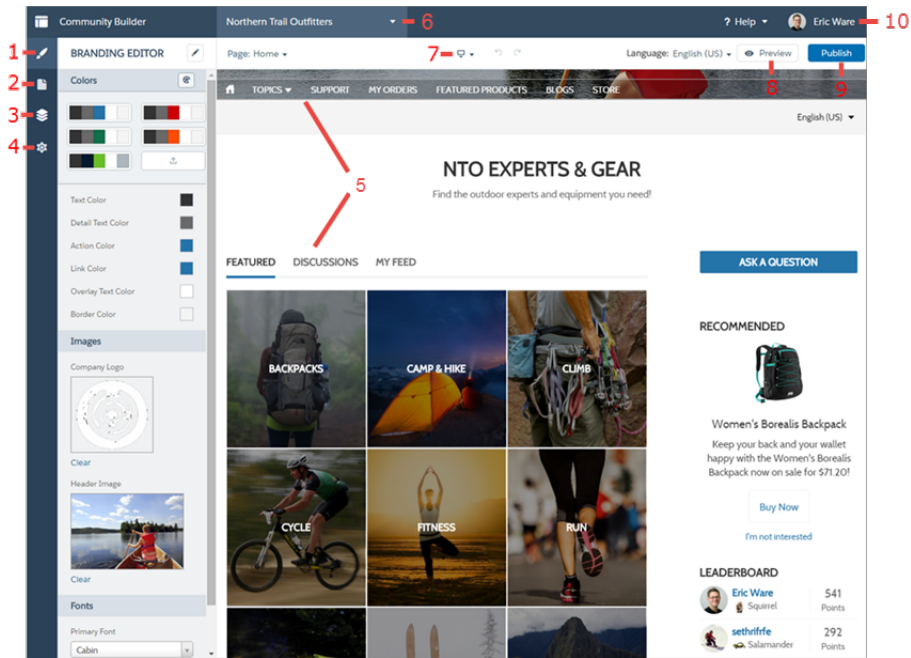 Community Builder
Northern Trail Outfitters
6
? Help
Eric Ware
10
1
BRANDING EDITOR
Page: Home
7
Language: English (US)
Preview
Publish
8
9
2
Colors
3
4
TOPICS
SUPPORT
MY ORDERS
FEATURED PRODUCTS
BLOGS
STORE
English (US)
5
NTO EXPERTS & GEAR
Find the outdoor experts and equipment you need!
Text Color
Detail Text Color
Action Color
Link Color
Overlay Text Color
Border Color
Images
Company Logo
Clear
Header Image
Clear
Fonts
Primary Font
Cabin
FEATURED
DISCUSSIONS
MY FEED
BACKPACKS
CAMP & HIKE
CLIMB
CYCLE
FITNESS
RUN
ASK A QUESTION
RECOMMENDED
Women's Borealis Backpack
Keep your back and your wallet
happy with the Women's Borealis
Backpack now on sale for $71.20!
Buy Now
I'm not interested
LEADERBOARD
Eric Ware
Squirrel
541
Points
sethrifrfe
Salamander
292
Points